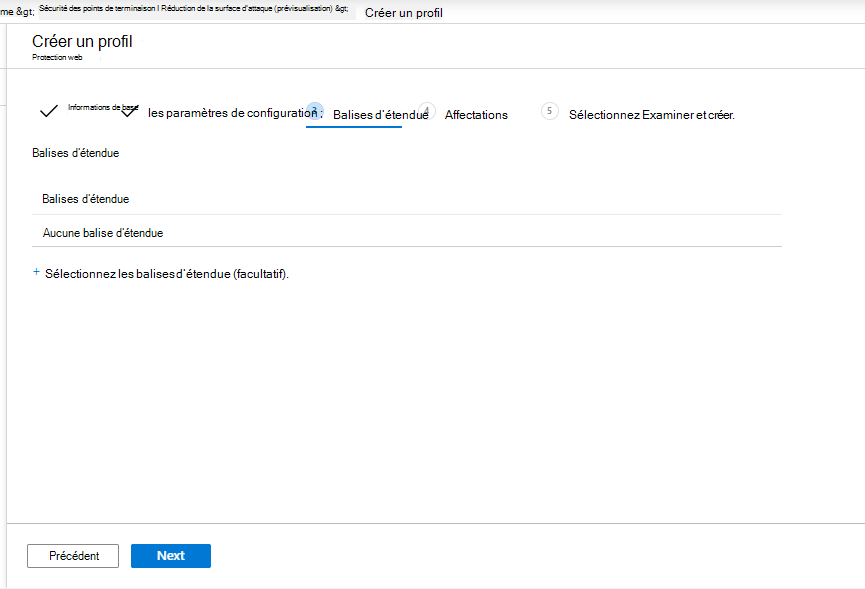 me &gt; Sécurité des points de terminaison I Réduction de la surface d'attaque (prévisualisation) &gt; Créer un profil
Créer un profil
Protection web
Informations de base les paramètres de configuration ; 3 Balises d'étendue 4 Affectations 5 Sélectionnez Examiner et créer.
Balises d'étendue
Balises d'étendue
Aucune balise d'étendue
+ Sélectionnez les balises d'étendue (facultatif).
Précédent Next